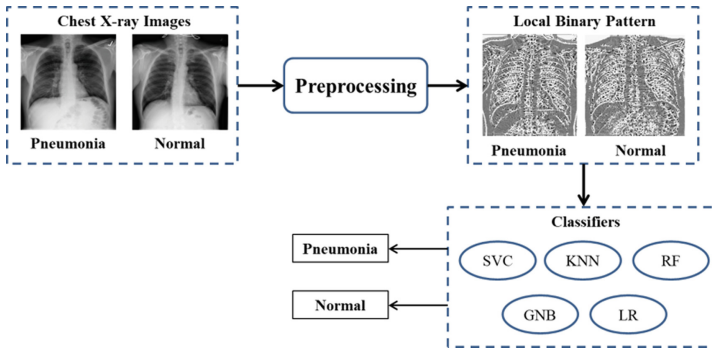 Chest X-ray Images
Pneumonia Normal
Preprocessing
Local Binary Pattern
Pneumonia Normal
Classifiers
SVC KNN RF
GNB LR
Pneumonia
Normal